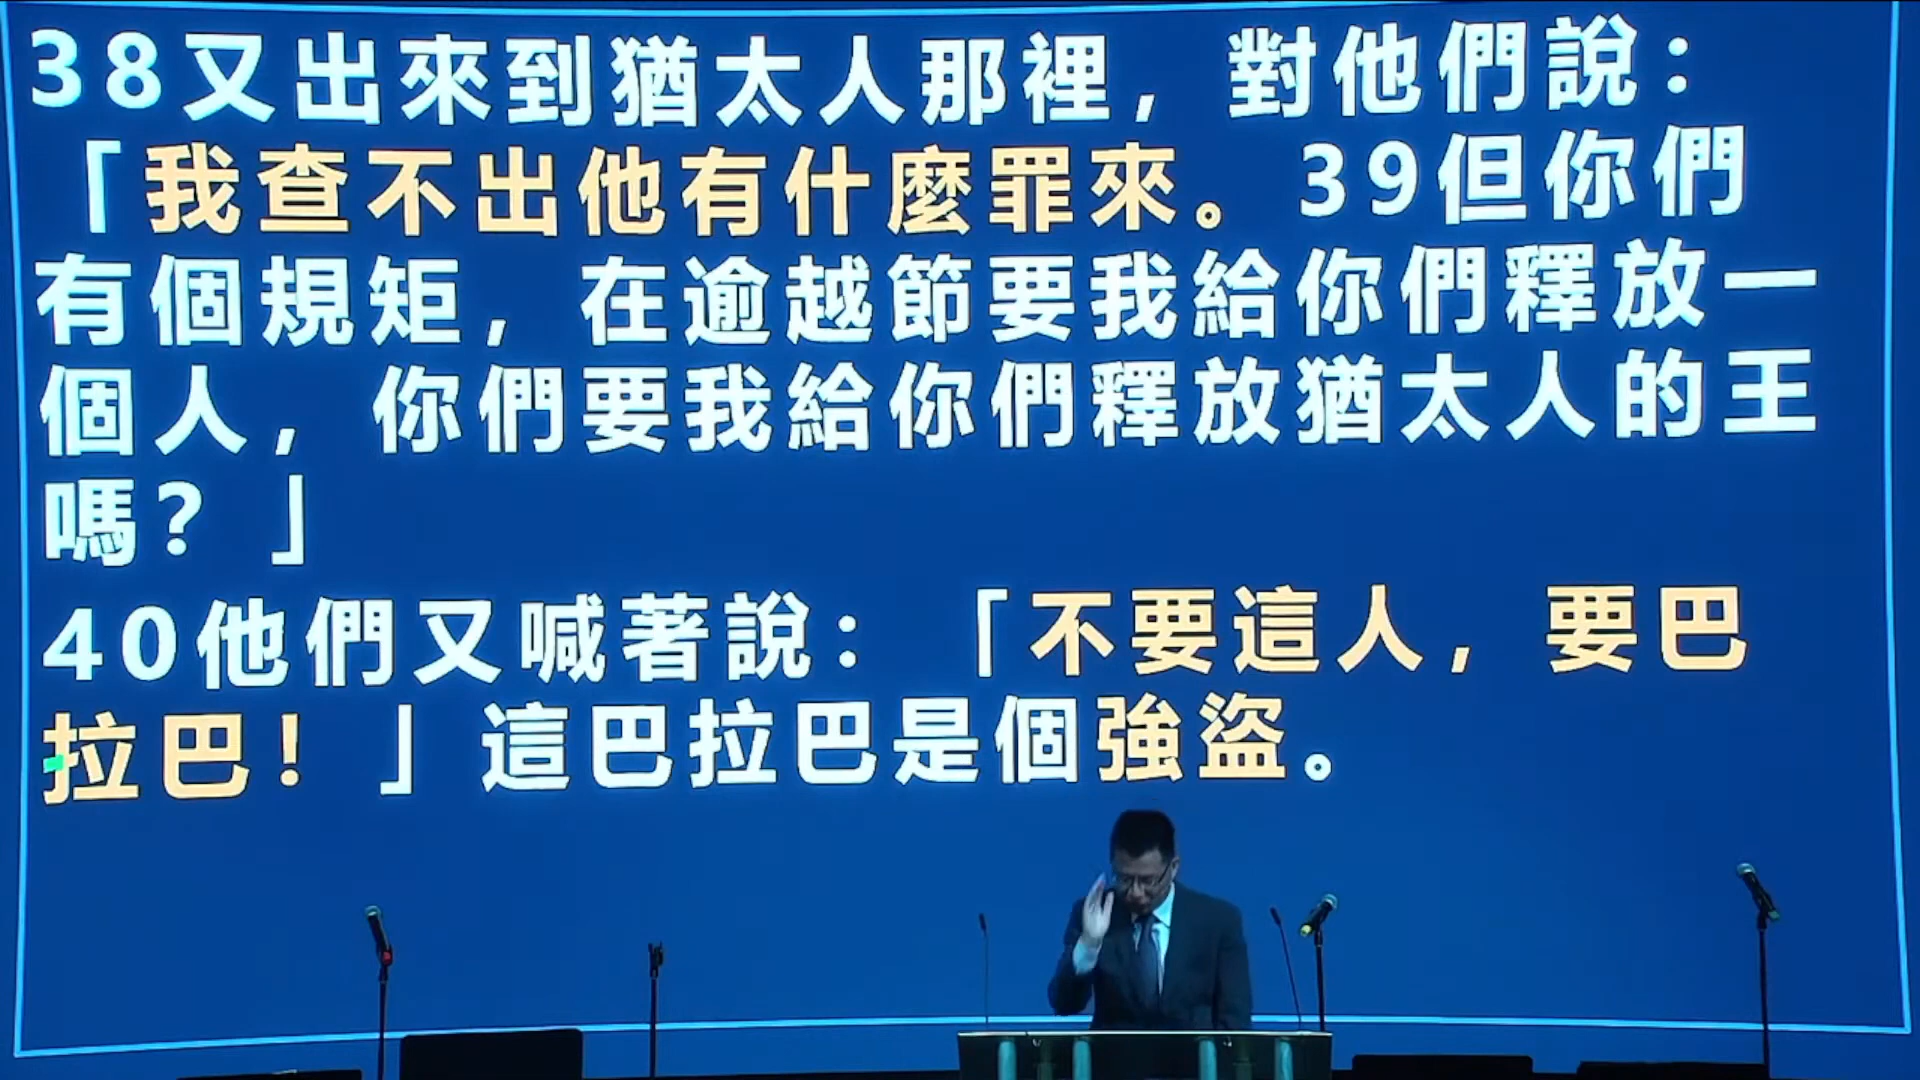 38又出來到猶太人那裡，對他們說：
「我查不出他有什麼罪來。39但你們
有個規矩，在逾越節要我給你們釋放一
個人，你們要我給你們釋放猶太人的王
嗎？」
40他們又喊著說：「不要這人，要巴
拉巴！」這巴拉巴是個強盜。